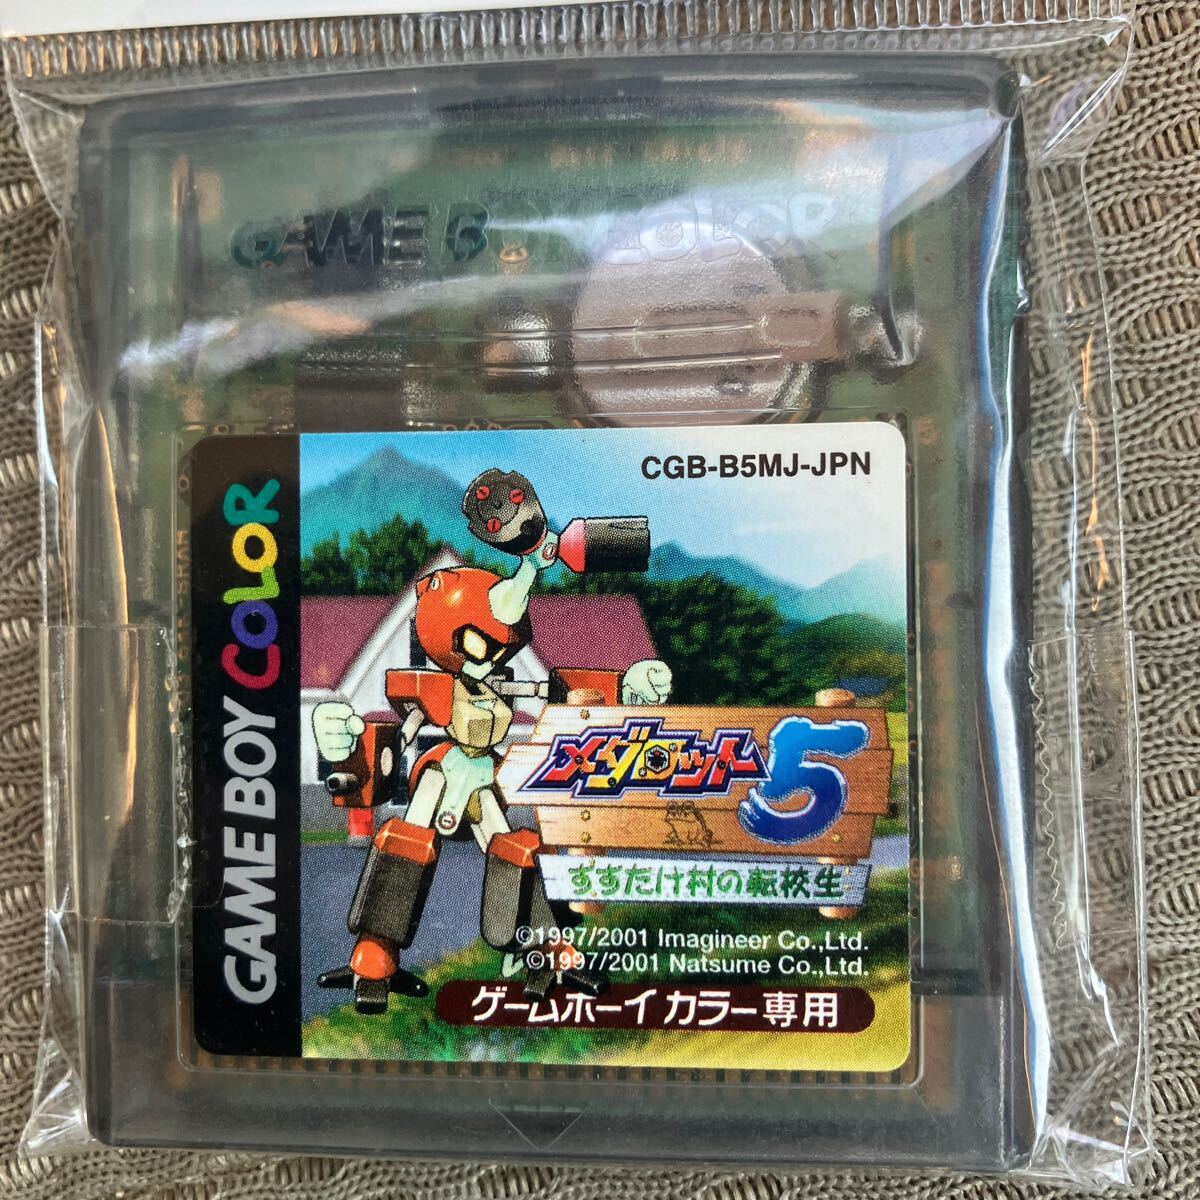 GAME BOY COLOR
GAME BOY COLOR
CGB-B5MJ-JPN
メダロット5
すすたけ村の転校生
©1997/2001 Imagineer Co.,Ltd.
©1997/2001 Natsume Co.,Ltd.
ゲームボーイカラー専用